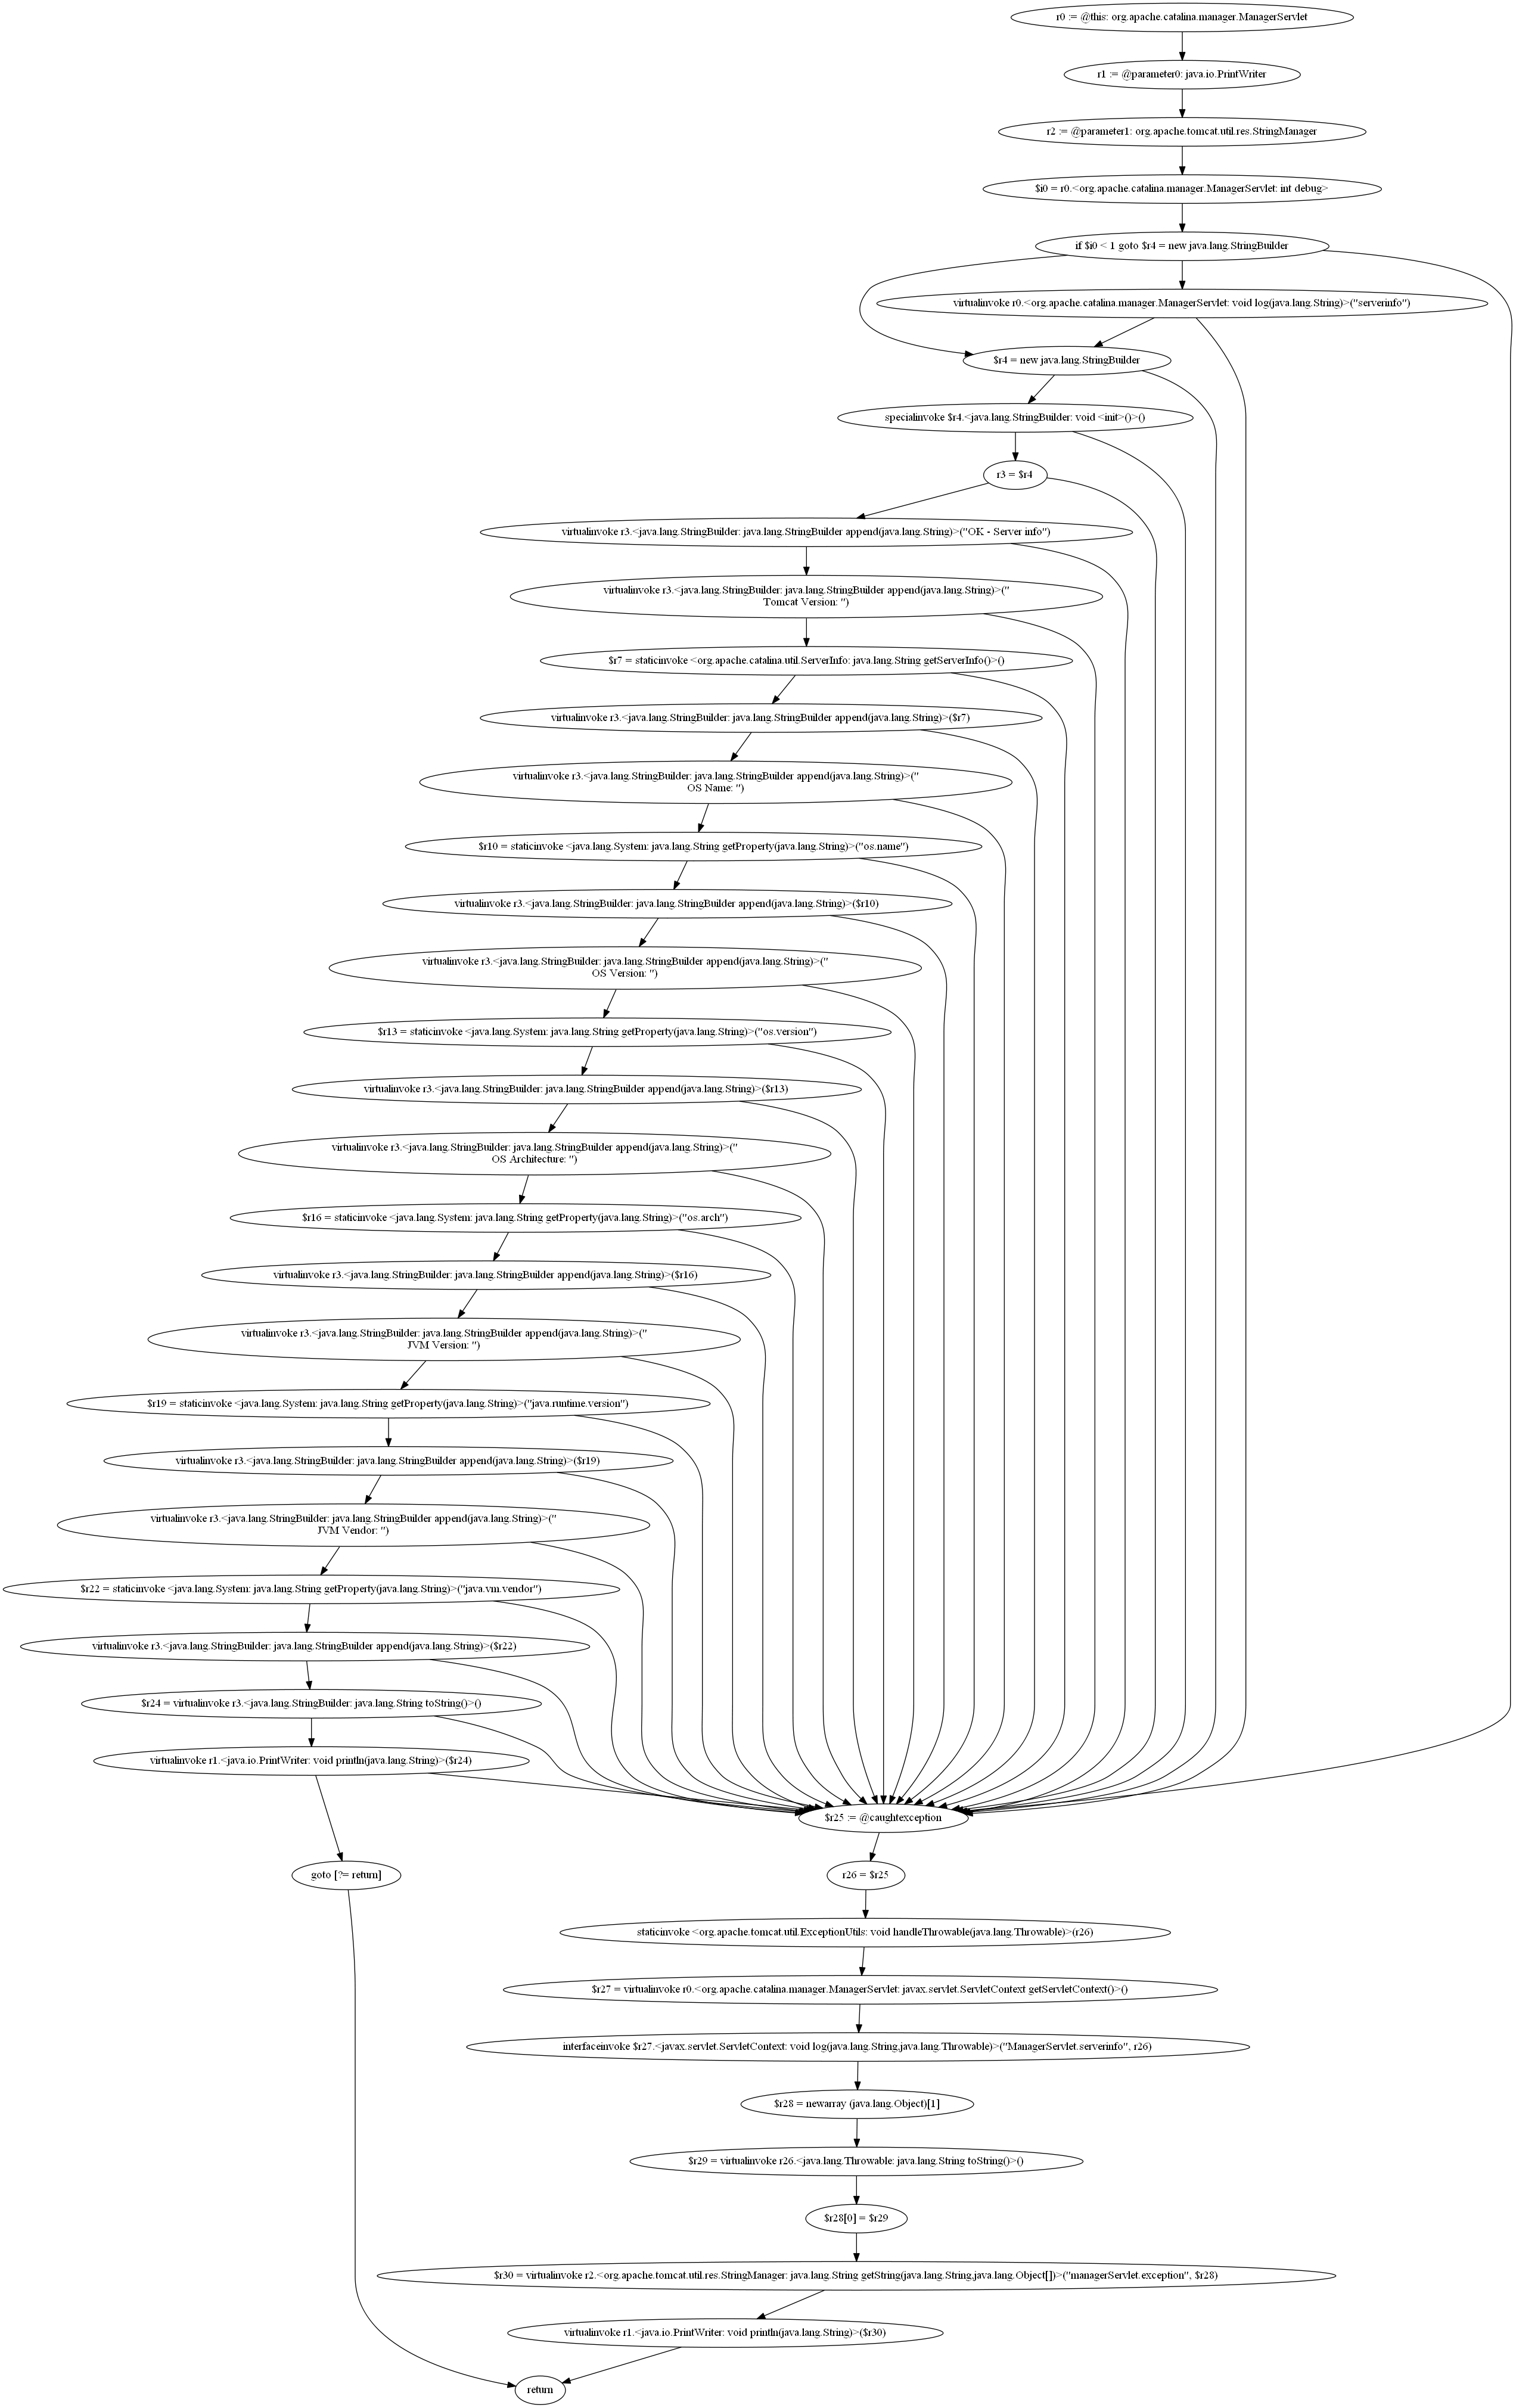 r0 := @this: org.apache.catalina.manager.ManagerServlet
r1 := @parameter0: java.io.PrintWriter
r2 := @parameter1: org.apache.tomcat.util.res.StringManager
$i0 = r0.<org.apache.catalina.manager.ManagerServlet: int debug>
if $i0 < 1 goto $r4 = new java.lang.StringBuilder
virtualinvoke r0.<org.apache.catalina.manager.ManagerServlet: void log(java.lang.String)>("serverinfo")
$r4 = new java.lang.StringBuilder
specialinvoke $r4.<java.lang.StringBuilder: void <init>()>()
r3 = $r4
virtualinvoke r3.<java.lang.StringBuilder: java.lang.StringBuilder append(java.lang.String)>("OK - Server info")
virtualinvoke r3.<java.lang.StringBuilder: java.lang.StringBuilder append(java.lang.String)>("
Tomcat Version: ")
$r7 = staticinvoke <org.apache.catalina.util.ServerInfo: java.lang.String getServerInfo()>()
virtualinvoke r3.<java.lang.StringBuilder: java.lang.StringBuilder append(java.lang.String)>($r7)
virtualinvoke r3.<java.lang.StringBuilder: java.lang.StringBuilder append(java.lang.String)>("
OS Name: ")
$r10 = staticinvoke <java.lang.System: java.lang.String getProperty(java.lang.String)>("os.name")
virtualinvoke r3.<java.lang.StringBuilder: java.lang.StringBuilder append(java.lang.String)>($r10)
virtualinvoke r3.<java.lang.StringBuilder: java.lang.StringBuilder append(java.lang.String)>("
OS Version: ")
$r13 = staticinvoke <java.lang.System: java.lang.String getProperty(java.lang.String)>("os.version")
virtualinvoke r3.<java.lang.StringBuilder: java.lang.StringBuilder append(java.lang.String)>($r13)
virtualinvoke r3.<java.lang.StringBuilder: java.lang.StringBuilder append(java.lang.String)>("
OS Architecture: ")
$r16 = staticinvoke <java.lang.System: java.lang.String getProperty(java.lang.String)>("os.arch")
virtualinvoke r3.<java.lang.StringBuilder: java.lang.StringBuilder append(java.lang.String)>($r16)
virtualinvoke r3.<java.lang.StringBuilder: java.lang.StringBuilder append(java.lang.String)>("
JVM Version: ")
$r19 = staticinvoke <java.lang.System: java.lang.String getProperty(java.lang.String)>("java.runtime.version")
virtualinvoke r3.<java.lang.StringBuilder: java.lang.StringBuilder append(java.lang.String)>($r19)
virtualinvoke r3.<java.lang.StringBuilder: java.lang.StringBuilder append(java.lang.String)>("
JVM Vendor: ")
$r22 = staticinvoke <java.lang.System: java.lang.String getProperty(java.lang.String)>("java.vm.vendor")
virtualinvoke r3.<java.lang.StringBuilder: java.lang.StringBuilder append(java.lang.String)>($r22)
$r24 = virtualinvoke r3.<java.lang.StringBuilder: java.lang.String toString()>()
virtualinvoke r1.<java.io.PrintWriter: void println(java.lang.String)>($r24)
$r25 := @caughtexception
goto [?= return]
r26 = $r25
staticinvoke <org.apache.tomcat.util.ExceptionUtils: void handleThrowable(java.lang.Throwable)>(r26)
$r27 = virtualinvoke r0.<org.apache.catalina.manager.ManagerServlet: javax.servlet.ServletContext getServletContext()>()
interfaceinvoke $r27.<javax.servlet.ServletContext: void log(java.lang.String,java.lang.Throwable)>("ManagerServlet.serverinfo", r26)
$r28 = newarray (java.lang.Object)[1]
$r29 = virtualinvoke r26.<java.lang.Throwable: java.lang.String toString()>()
$r28[0] = $r29
$r30 = virtualinvoke r2.<org.apache.tomcat.util.res.StringManager: java.lang.String getString(java.lang.String,java.lang.Object[])>("managerServlet.exception", $r28)
virtualinvoke r1.<java.io.PrintWriter: void println(java.lang.String)>($r30)
return